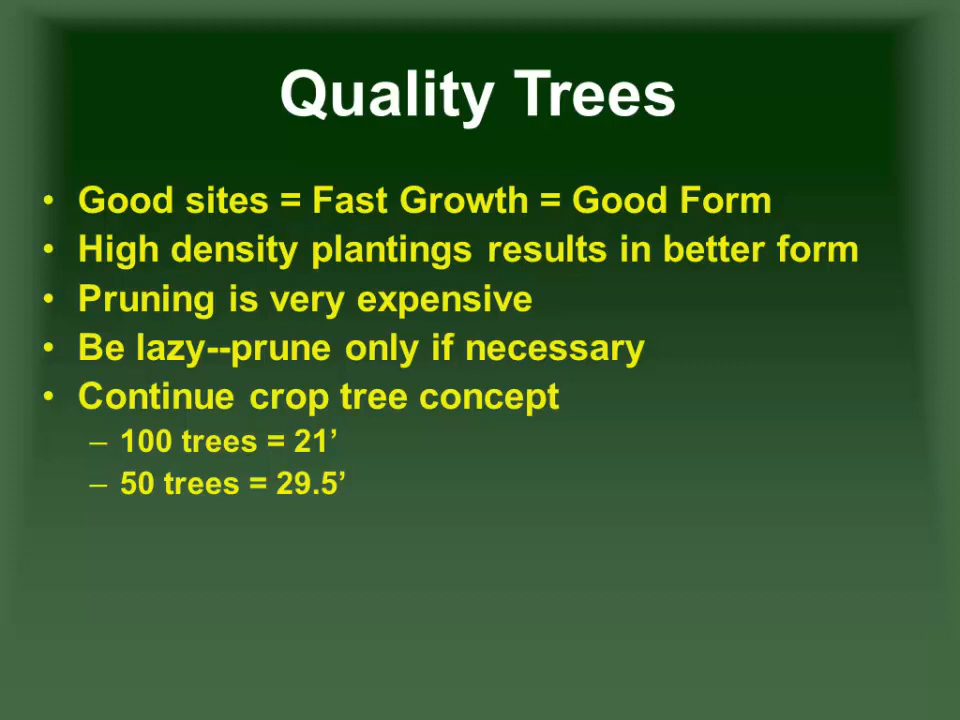 Quality Trees
• Good sites = Fast Growth = Good Form
• High density plantings results in better form
• Pruning is very expensive
• Be lazy--prune only if necessary
• Continue crop tree concept
– 100 trees = 21’
– 50 trees = 29.5’